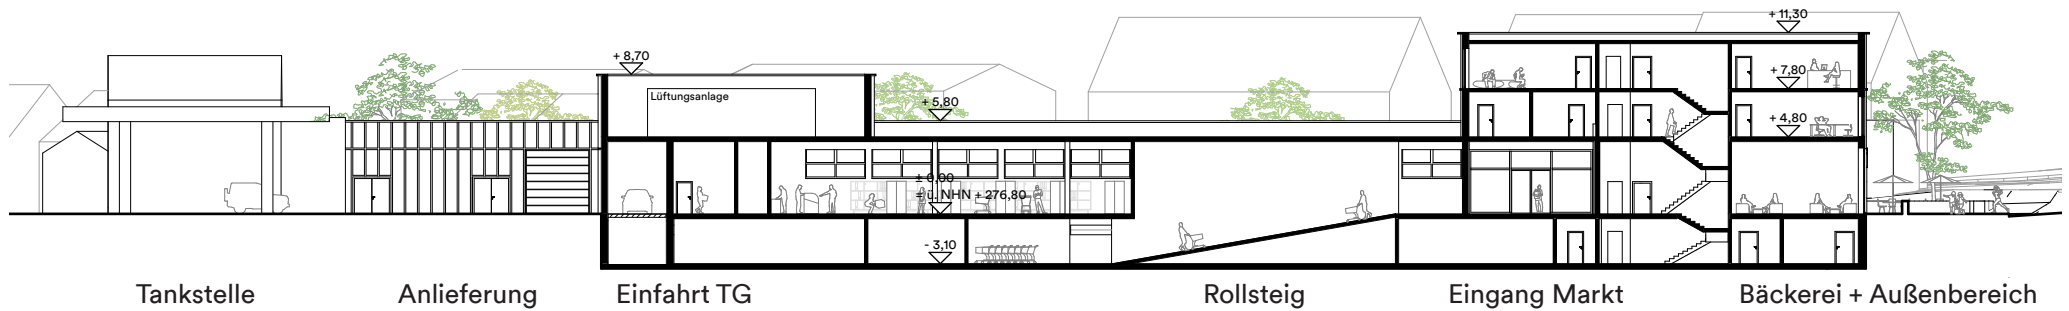 + 11,30
+ 8,70
+ 7,80
Lüftungsanlage
+ 5,80
+ 4,80
± 0,00
= ü. NHN + 276,80
- 3,10
Tankstelle
Anlieferung
Einfahrt TG
Rollsteig
Eingang Markt
Bäckerei + Außenbereich